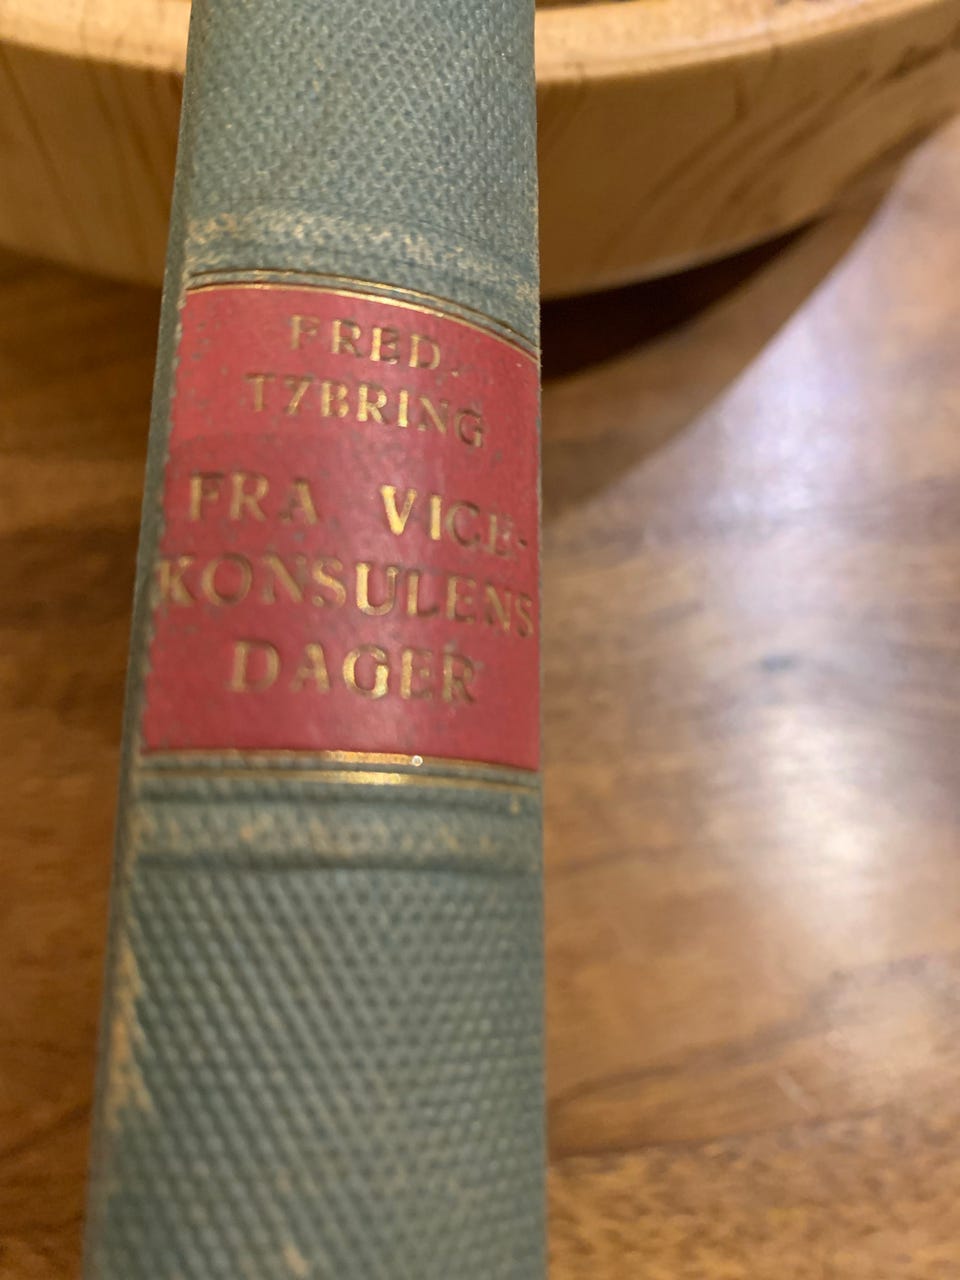 FRED.
TYBRING
FRA VICE-
KONSULENS
DAGER